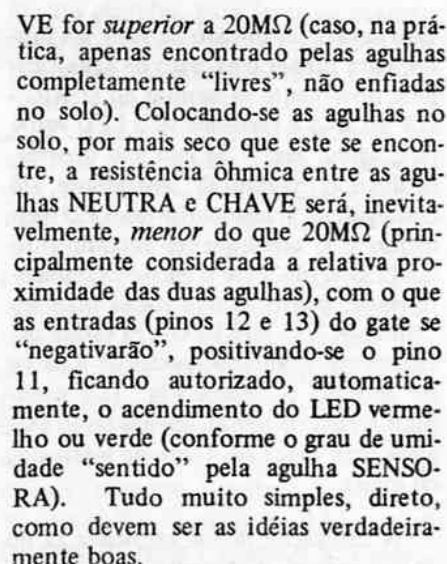 VE for superior a 20MΩ (caso, na prá-
tica, apenas encontrado pelas agulhas
completamente “livres”, não enfiadas
no solo). Colocando-se as agulhas no
solo, por mais seco que este se encon-
tre, a resistência ôhmica entre as agu-
lhas NEUTRA e CHAVE será, inevita-
velmente, menor do que 20MΩ (prin-
cipalmente considerada a relativa pro-
ximidade das duas agulhas), com o que
as entradas (pinos 12 e 13) do gate se
“negativarão”, positivando-se o pino
11, ficando autorizado, automatica-
mente, o acendimento do LED verme-
lho ou verde (conforme o grau de umi-
dade “sentido” pela agulha SENSO-
RA). Tudo muito simples, direto,
como devem ser as idéias verdadeira-
mente boas.